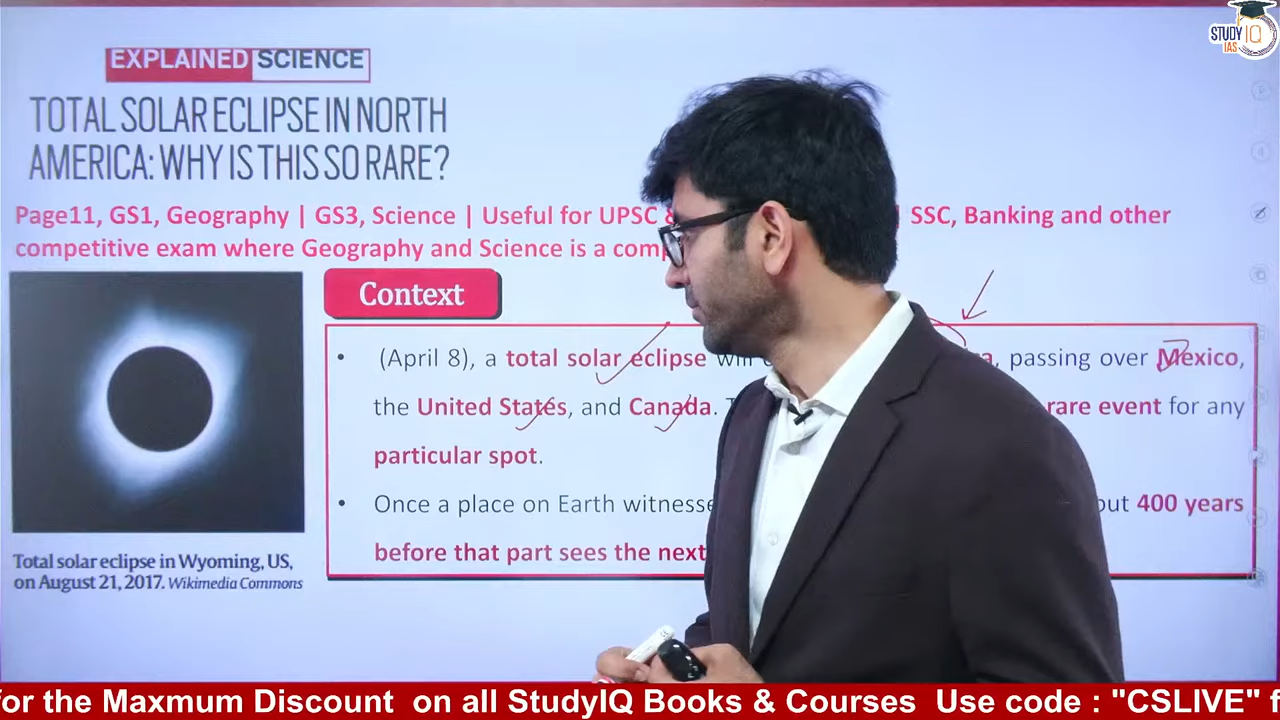 STUDY IQ
IAS
EXPLAINED SCIENCE
TOTAL SOLAR ECLIPSE IN NORTH
AMERICA: WHY IS THIS SO RARE?
Page11, GS1, Geography | GS3, Science | Useful for UPSC & SSC, Banking and other
competitive exam where Geography and Science is a
Context
• (April 8), a total solar eclipse will passing over Mexico,
the United States, and Canada. rare event for any
particular spot.
• Once a place on Earth 400 years
before that part sees the next
Total solar eclipse in Wyoming, US,
on August 21, 2017. Wikimedia Commons
for the Maxmum Discount on all StudyIQ Books & Courses Use code : "CSLIVE" f